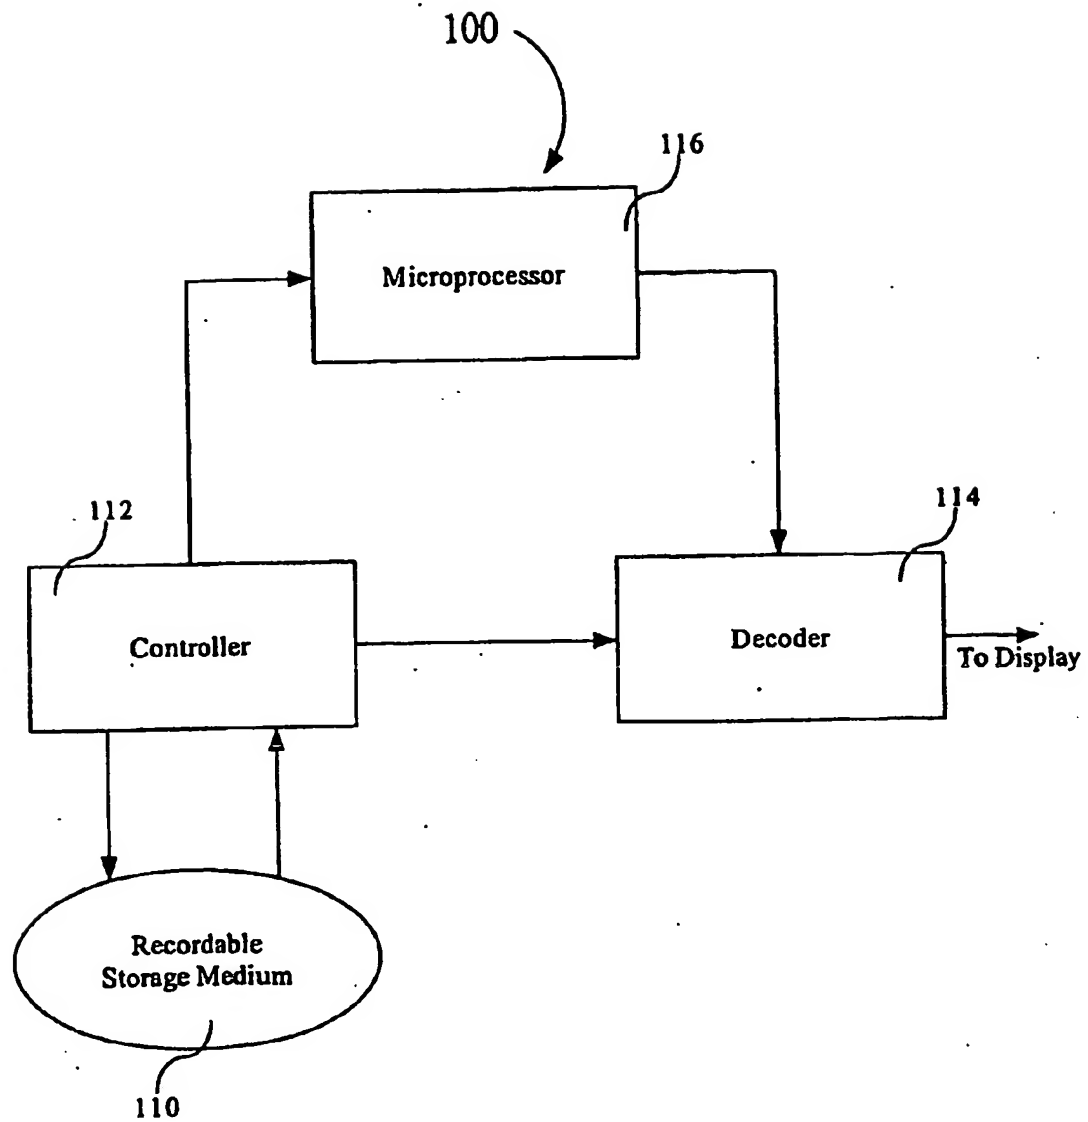 100
116
Microprocessor
112
114
Controller
Decoder
To Display
Recordable
Storage Medium
110